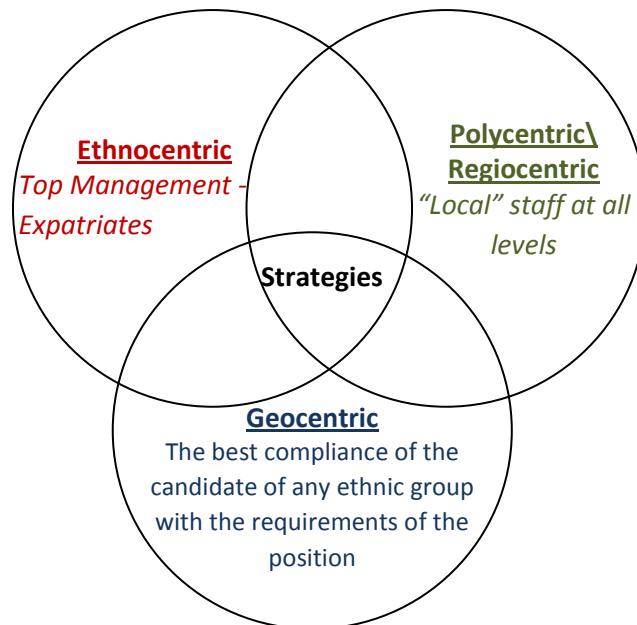 Ethnocentric
Top Management -
Expatriates
Polycentric\
Regiocentric
“Local” staff at all
levels
Strategies
Geocentric
The best compliance of the
candidate of any ethnic group
with the requirements of the
position